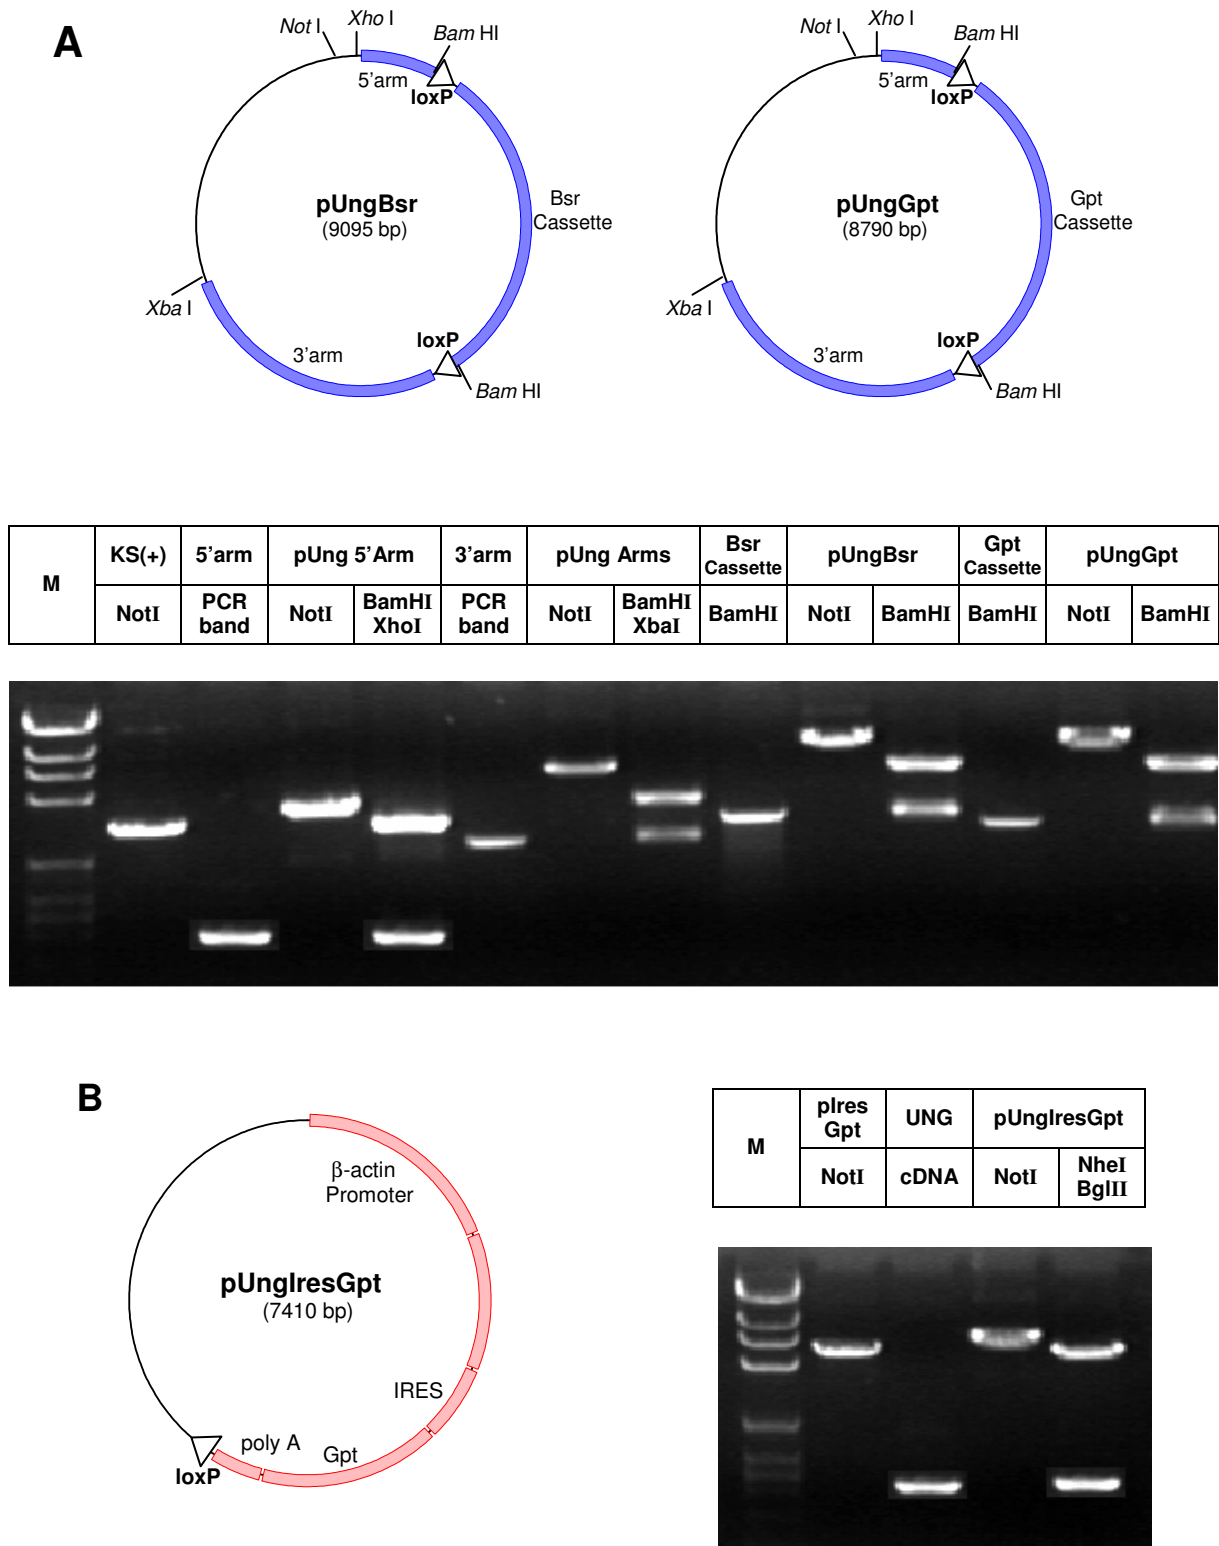 A
Not I
Xho I
Bam HI
5’arm
loxP
pUngBsr
(9095 bp)
Bsr
Cassette
Xba I
3’arm
loxP
Bam HI
Not I
Xho I
Bam HI
5’arm
loxP
pUngGpt
(8790 bp)
Gpt
Cassette
Xba I
3’arm
loxP
Bam HI
M
KS(+)
5’arm
pUng 5’Arm
3’arm
pUng Arms
Bsr
Cassette
pUngBsr
Gpt
Cassette
pUngGpt
NotI
PCR
band
NotI
BamHI
XhoI
PCR
band
NotI
BamHI
XbaI
BamHI
NotI
BamHI
BamHI
NotI
BamHI
B
β-actin
Promoter
pUngIresGpt
(7410 bp)
IRES
Gpt
poly A
loxP
M
pIres
Gpt
UNG
pUngIresGpt
NotI
cDNA
NotI
NheI
BglII